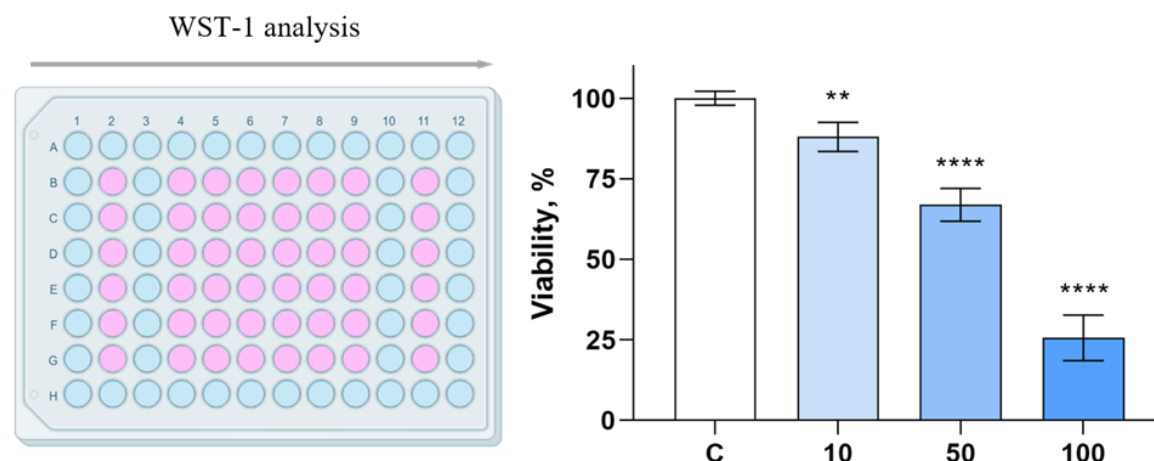 WST-1 analysis
1 2 3 4 5 6 7 8 9 10 11 12
A
B
C
D
E
F
G
H
Viability, %
100
75
50
25
0
**
****
****
C 10 50 100